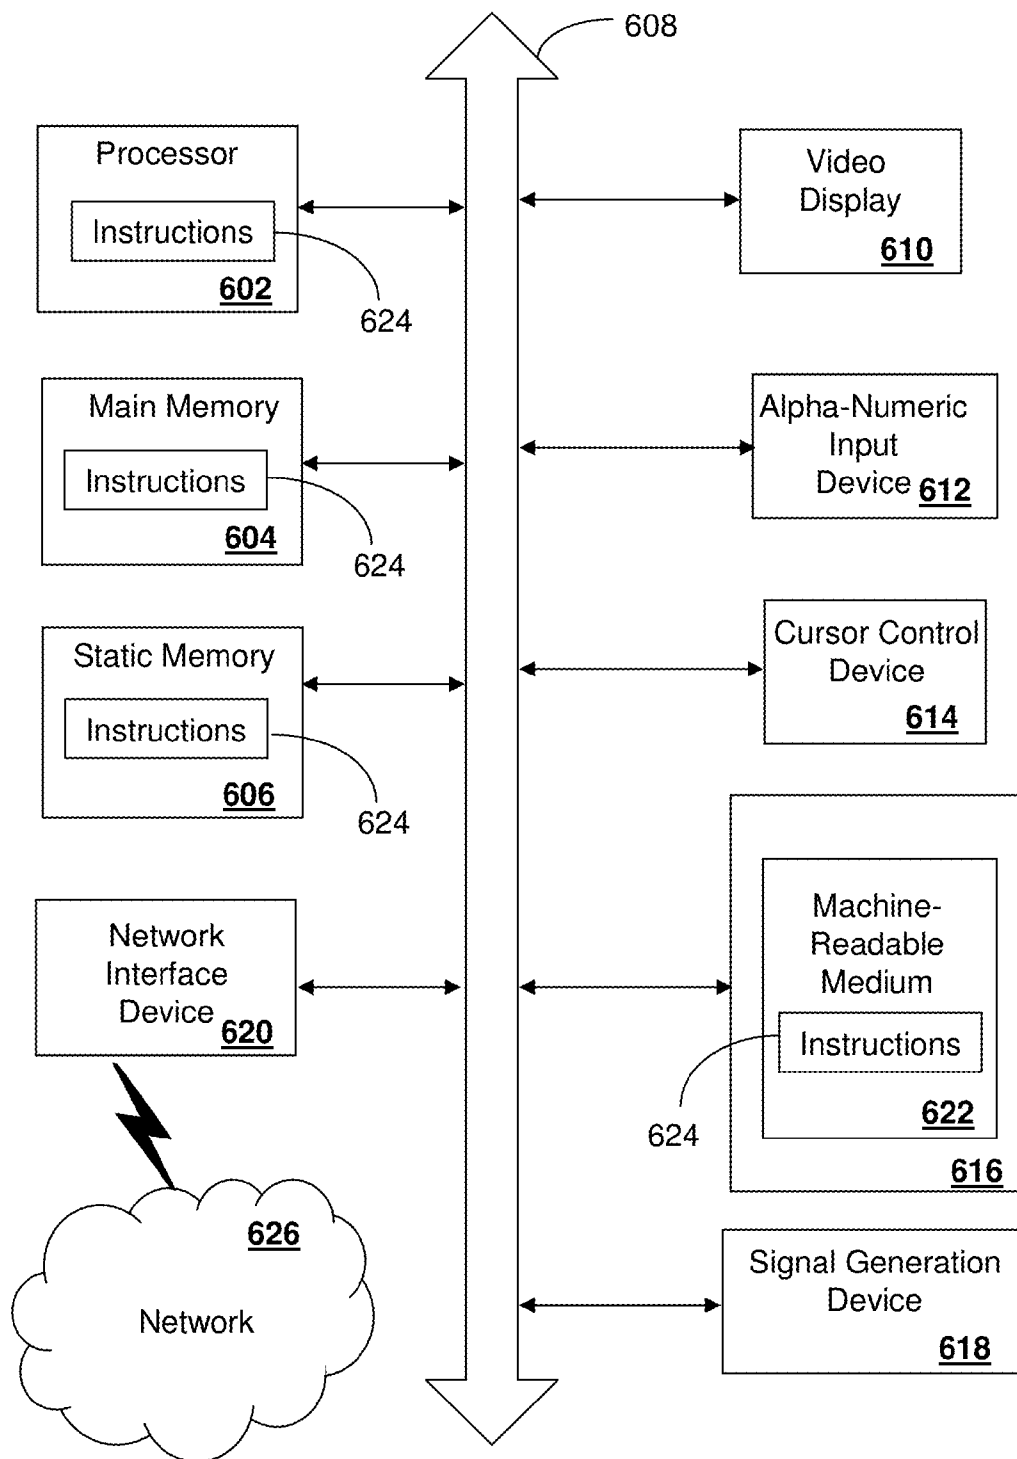 608
Processor
Instructions
602
624
Main Memory
Instructions
604
624
Static Memory
Instructions
606
624
Network
Interface
Device
620
626
Network
Video
Display
610
Alpha-Numeric
Input
Device
612
Cursor Control
Device
614
Machine-
Readable
Medium
Instructions
622
624
616
Signal Generation
Device
618